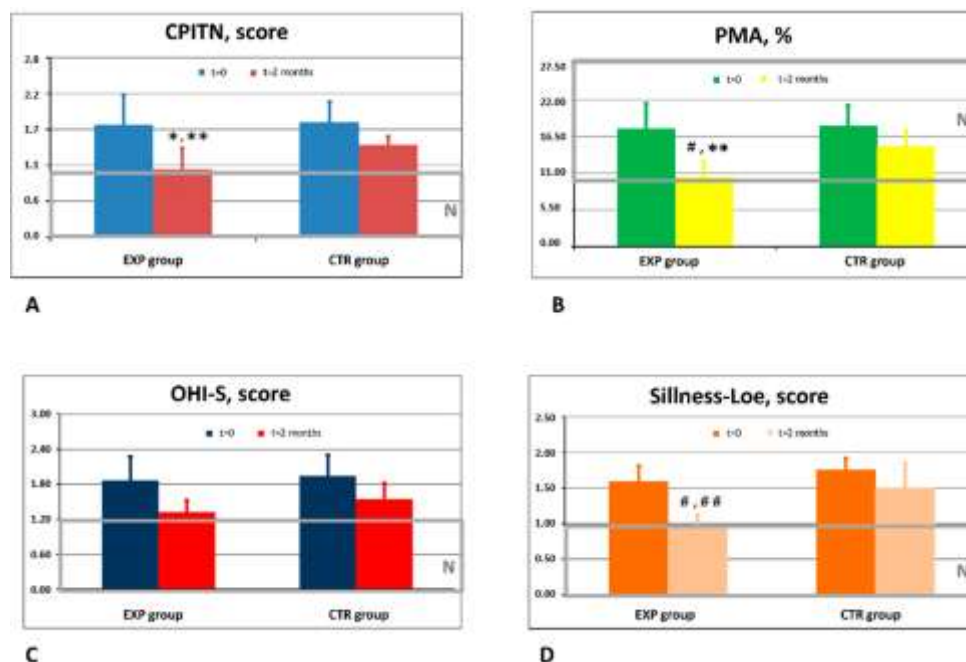 CPITN, score
2.8
t=0 t=2 months
2.2
1.7
*,**
1.1
0.6
N
0.0
EXP group CTR group
A
PMA, %
27.50
t=0 t=2 months
22.00
N
16.50
#,**
11.00
5.50
0.00
EXP group CTR group
B
OHI-S, score
3.00
t=0 t=2 months
2.40
1.80
1.20
0.60
N
0.00
EXP group CTR group
C
Sillness-Loe, score
2.50
t=0 t=2 months
2.00
1.50
#,##
1.00
0.50
N
0.00
EXP group CTR group
D